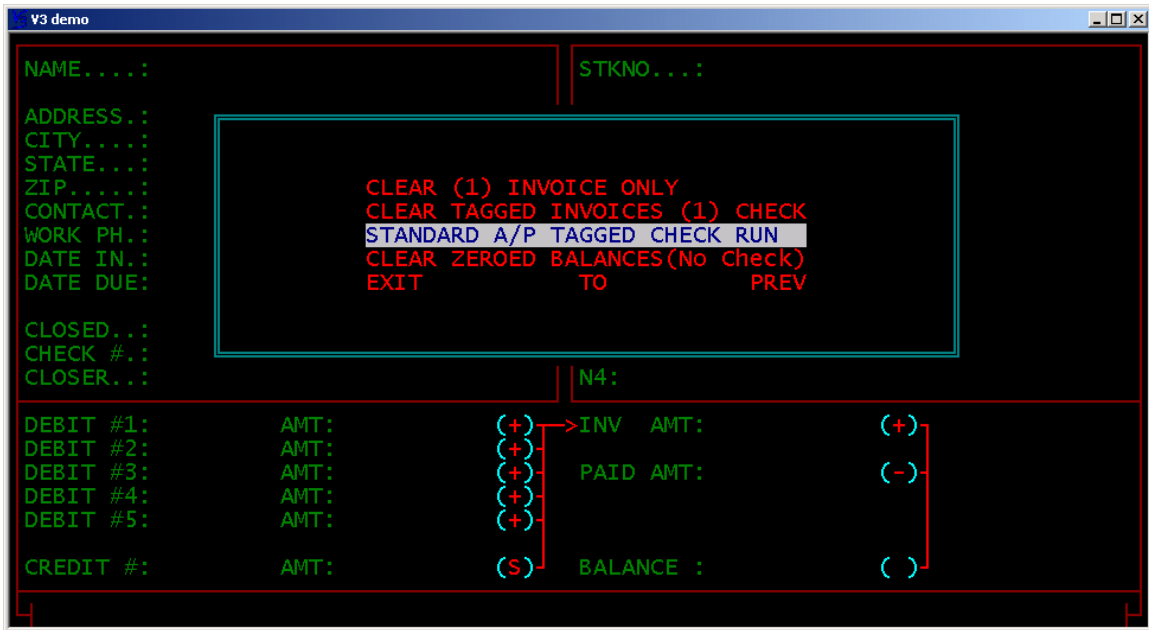 V3 demo
NAME....:
STKNO...:
ADDRESS.:
CITY....:
STATE...:
ZIP.....:
CONTACT.:
WORK PH.:
DATE IN.:
DATE DUE:
CLOSED..:
CHECK #.:
CLOSER..:
CLEAR (1) INVOICE ONLY
CLEAR TAGGED INVOICES (1) CHECK
STANDARD A/P TAGGED CHECK RUN
CLEAR ZEROED BALANCES(No Check)
EXIT TO PREV
N4:
DEBIT #1: AMT: (+)
DEBIT #2: AMT: (+)
DEBIT #3: AMT: (+)
DEBIT #4: AMT: (+)
DEBIT #5: AMT: (+)
CREDIT #: AMT: (S)
>INV AMT: (+)
PAID AMT: (-)
BALANCE : ( )